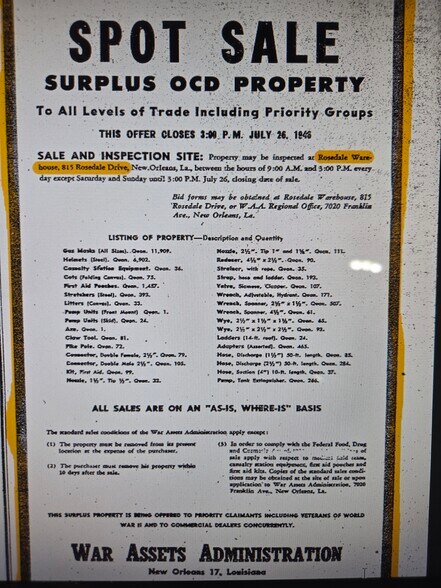 SPOT SALE
SURPLUS OCD PROPERTY
To All Levels of Trade Including Priority Groups
THIS OFFER CLOSES 3:00 P.M. JULY 26, 1948
SALE AND INSPECTION SITE: Property may be inspected at Rosedale Ware-
house, 815 Rosedale Drive, New Orleans, La., between the hours of 9:00 A.M. and 3:00 P.M. every
day except Saturday and Sunday until 3:00 P.M. July 26, closing date of sale.
Bid forms may be obtained at Rosedale Warehouse, 815
Rosedale Drive, or W.A.A. Regional Office, 7020 Franklin
Ave., New Orleans, La.
LISTING OF PROPERTY—Description and Quantity
Gas Masks (All Sizes). Quan. 11,909.
Helmets (Steel). Quan. 6,902.
Casualty Station Equipment. Quan. 26.
Cots (Folding Canvas). Quan. 75.
First Aid Pouches. Quan. 1,457.
Stretchers (Steel). Quan. 395.
Litters (Canvas). Quan. 22.
Pump Units (Front Mount) Quan. 1.
Pump Units (Skid). Quan. 24.
Axe. Quan. 1.
Claw Tool. Quan. 81.
Pike Pole. Quan. 72.
Connector, Double Female, 2½". Quan. 79.
Connector, Double Male 2½". Quan. 105.
Kit, First Aid. Quan. 99.
Nozzle, 1½", Tip ½". Quan. 32.
Nozzle, 2½" Tip 1" and 1⅛". Quan. 111.
Reducer, 4½" x 2½". Quan. 90.
Strainer, with rope. Quan. 25.
Strap, hose and ladder. Quan. 192.
Valve, Siamese, Clapper. Quan. 107.
Wrench, Adjustable, Hydrant. Quan. 171.
Wrench, Spanner, 2½" x 1½" Quan. 507.
Wrench, Spanner, 4½". Quan. 61.
Wye, 2½" x 1½" x 1½". Quan. 62.
Wye, 2½" x 2½" x 2½". Quan. 92.
Ladders (14-ft. roof). Quan. 24.
Adapters (Assorted). Quan. 465.
Hose, Discharge (1½") 50-ft. length. Quan. 85.
Hose, Discharge (2½") 50-ft. length. Quan. 284.
Hose, Suction (4") 10-ft. length. Quan. 27.
Pump, Tank Extinguisher. Quan. 266.
ALL SALES ARE ON AN "AS-IS, WHERE-IS" BASIS
The standard sales conditions of the War Assets Administration apply except:
(1) The property must be removed from its present
location at the expense of the purchaser.
(2) The purchaser must remove his property within
20 days after the sale.
(3) In order to comply with the Federal Food, Drug
and Cosmetic
of
sale apply with respect to
casualty station equipment, first aid pouches and
first aid kits. Copies of the standard sales condi-
tions may be obtained at the site of sale or upon
application to War Assets Administration, 7020
Franklin Ave., New Orleans, La.
THIS SURPLUS PROPERTY IS BEING OFFERED TO PRIORITY CLAIMANTS INCLUDING VETERANS OF WORLD
WAR II AND TO COMMERCIAL DEALERS CONCURRENTLY.
WAR ASSETS ADMINISTRATION
New Orleans 17, Louisiana